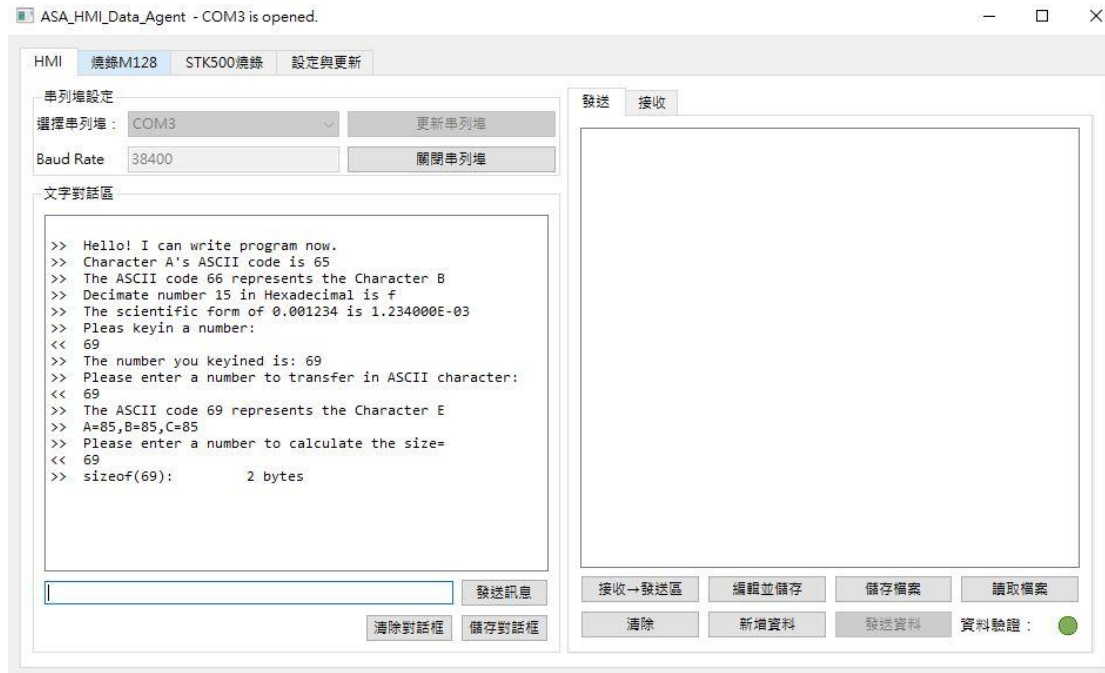 ASA_HMI_Data_Agent - COM3 is opened.
HMI 燒錄M128 STK500燒錄 設定與更新
串列埠設定
選擇串列埠： COM3 更新串列埠
Baud Rate 38400 關閉串列埠
文字對話區
>> Hello! I can write program now.
>> Character A's ASCII code is 65
>> The ASCII code 66 represents the Character B
>> Decimate number 15 in Hexadecimal is f
>> The scientific form of 0.001234 is 1.234000E-03
>> Pleas keyin a number:
<< 69
>> The number you keyined is: 69
>> Please enter a number to transfer in ASCII character:
<< 69
>> The ASCII code 69 represents the Character E
>> A=85,B=85,C=85
>> Please enter a number to calculate the size=
<< 69
>> sizeof(69): 2 bytes
發送訊息
清除對話框 儲存對話框
發送 接收
接收→發送區 編輯並儲存 儲存檔案 讀取檔案
清除 新增資料 發送資料 資料驗證：